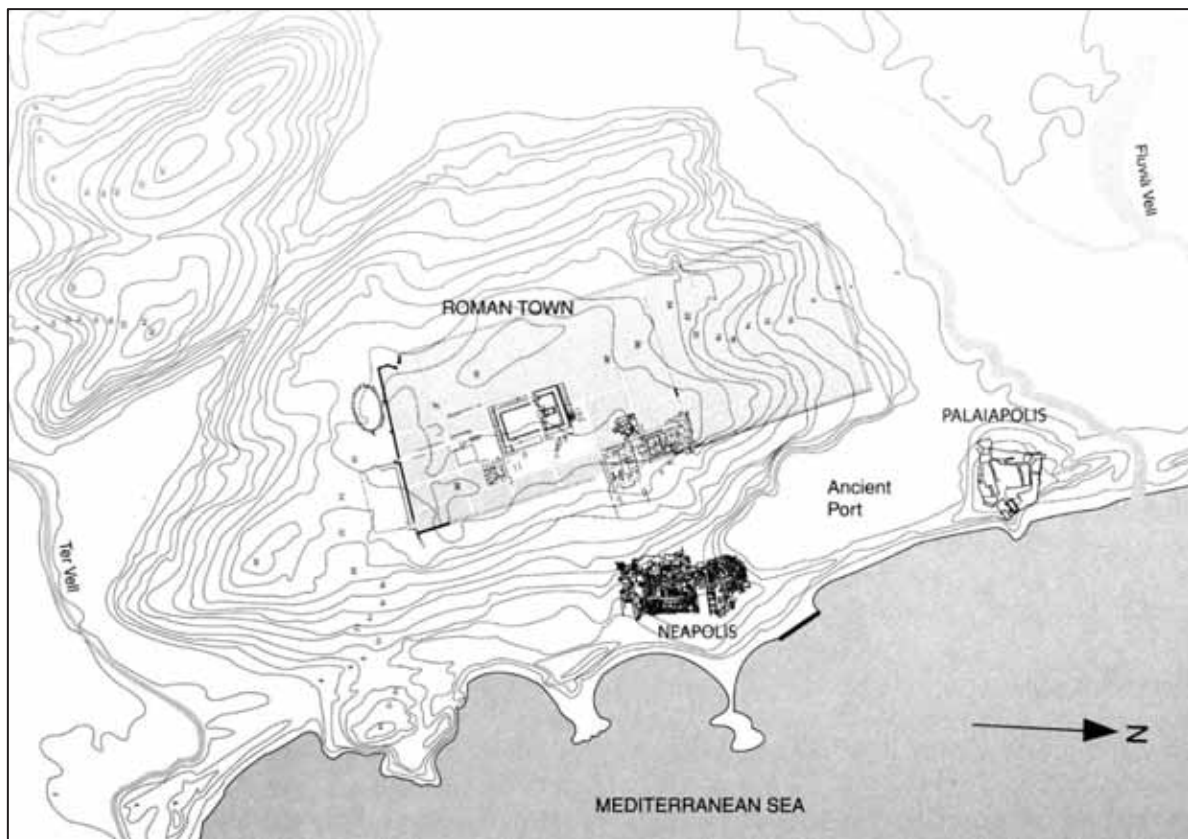 Fluvià Vell
ROMAN TOWN
PALAIAPOLIS
Ancient
Port
Ter Vell
NEAPOLIS
N
MEDITERRANEAN SEA